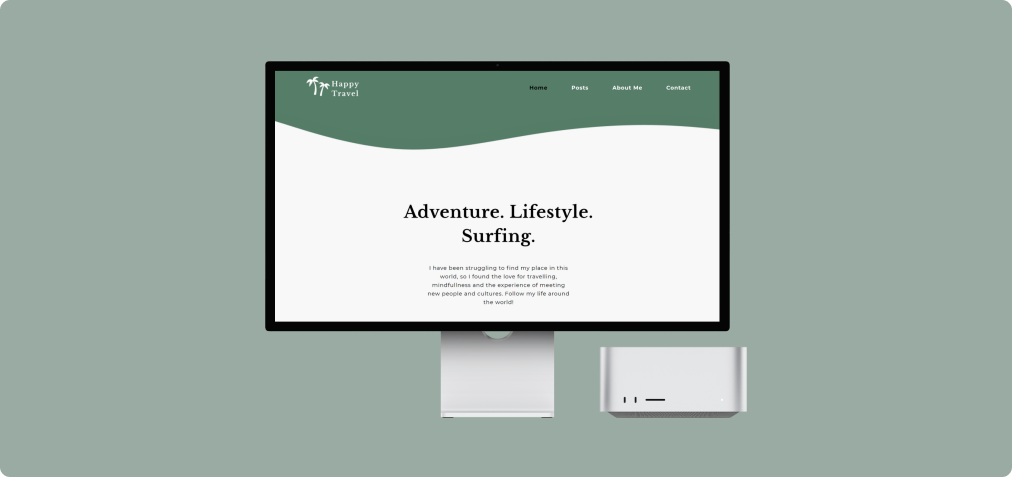 Happy
Travel
Home Posts About Me Contact
Adventure. Lifestyle.
Surfing.
I have been struggling to find my place in this
world, so I found the love for travelling,
mindfullness and the experience of meeting
new people and cultures. Follow my life around
the world!